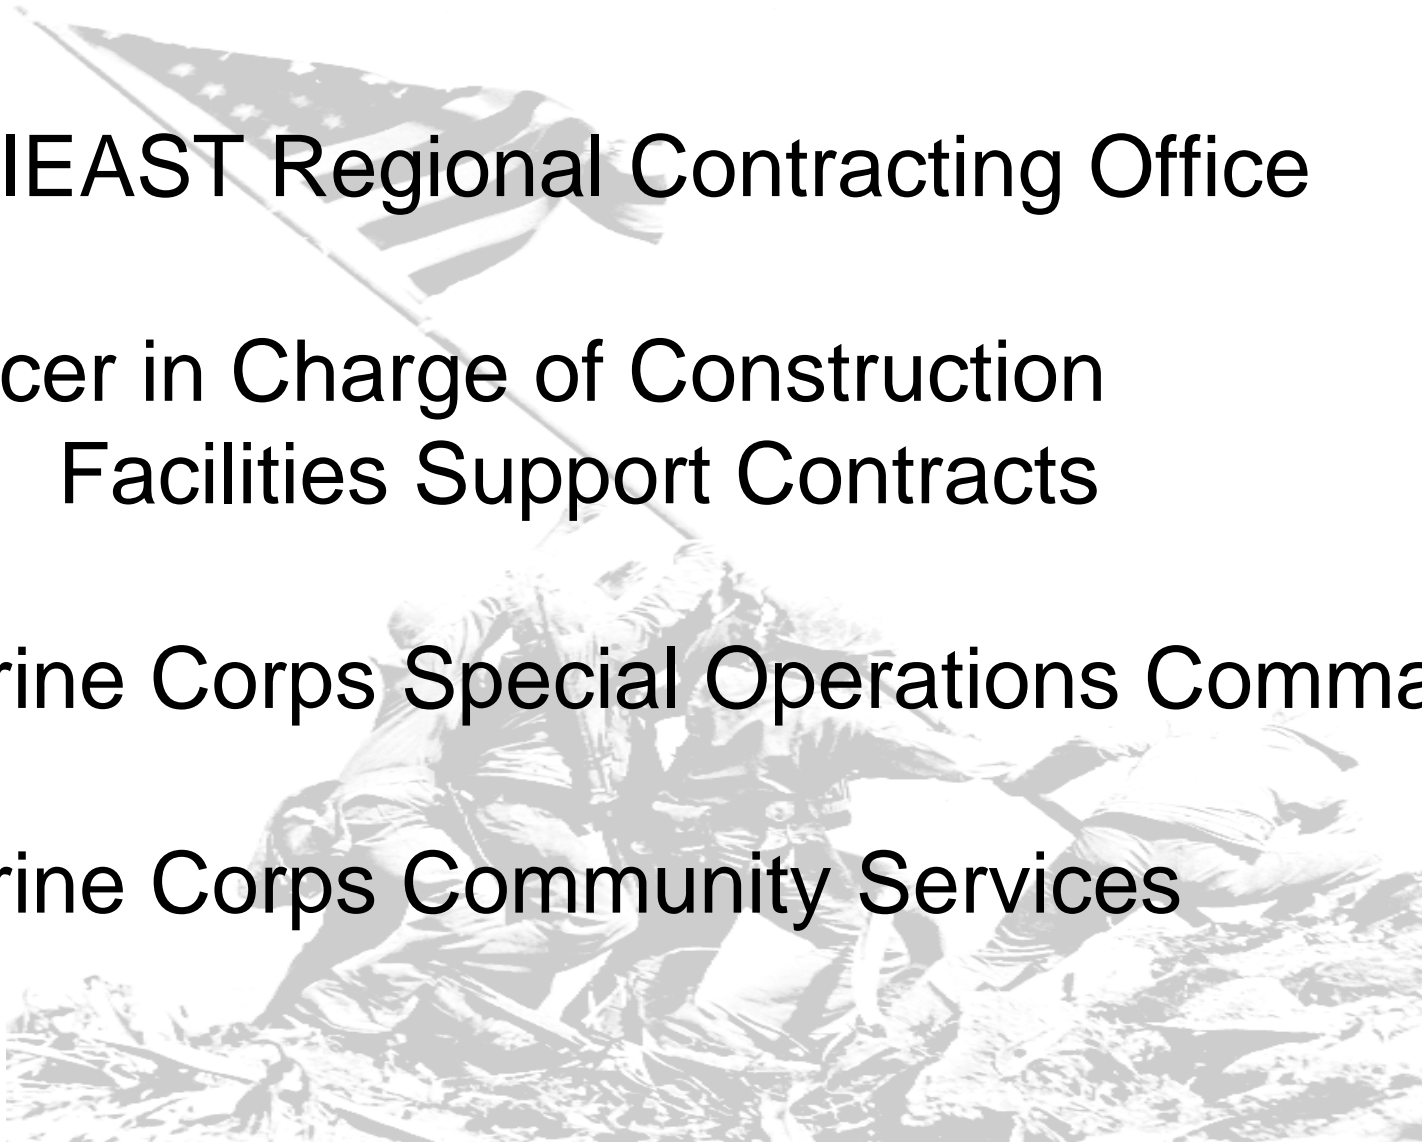 IEAST Regional Contracting Office
cer in Charge of Construction
Facilities Support Contracts
rine Corps Special Operations Comma
rine Corps Community Services